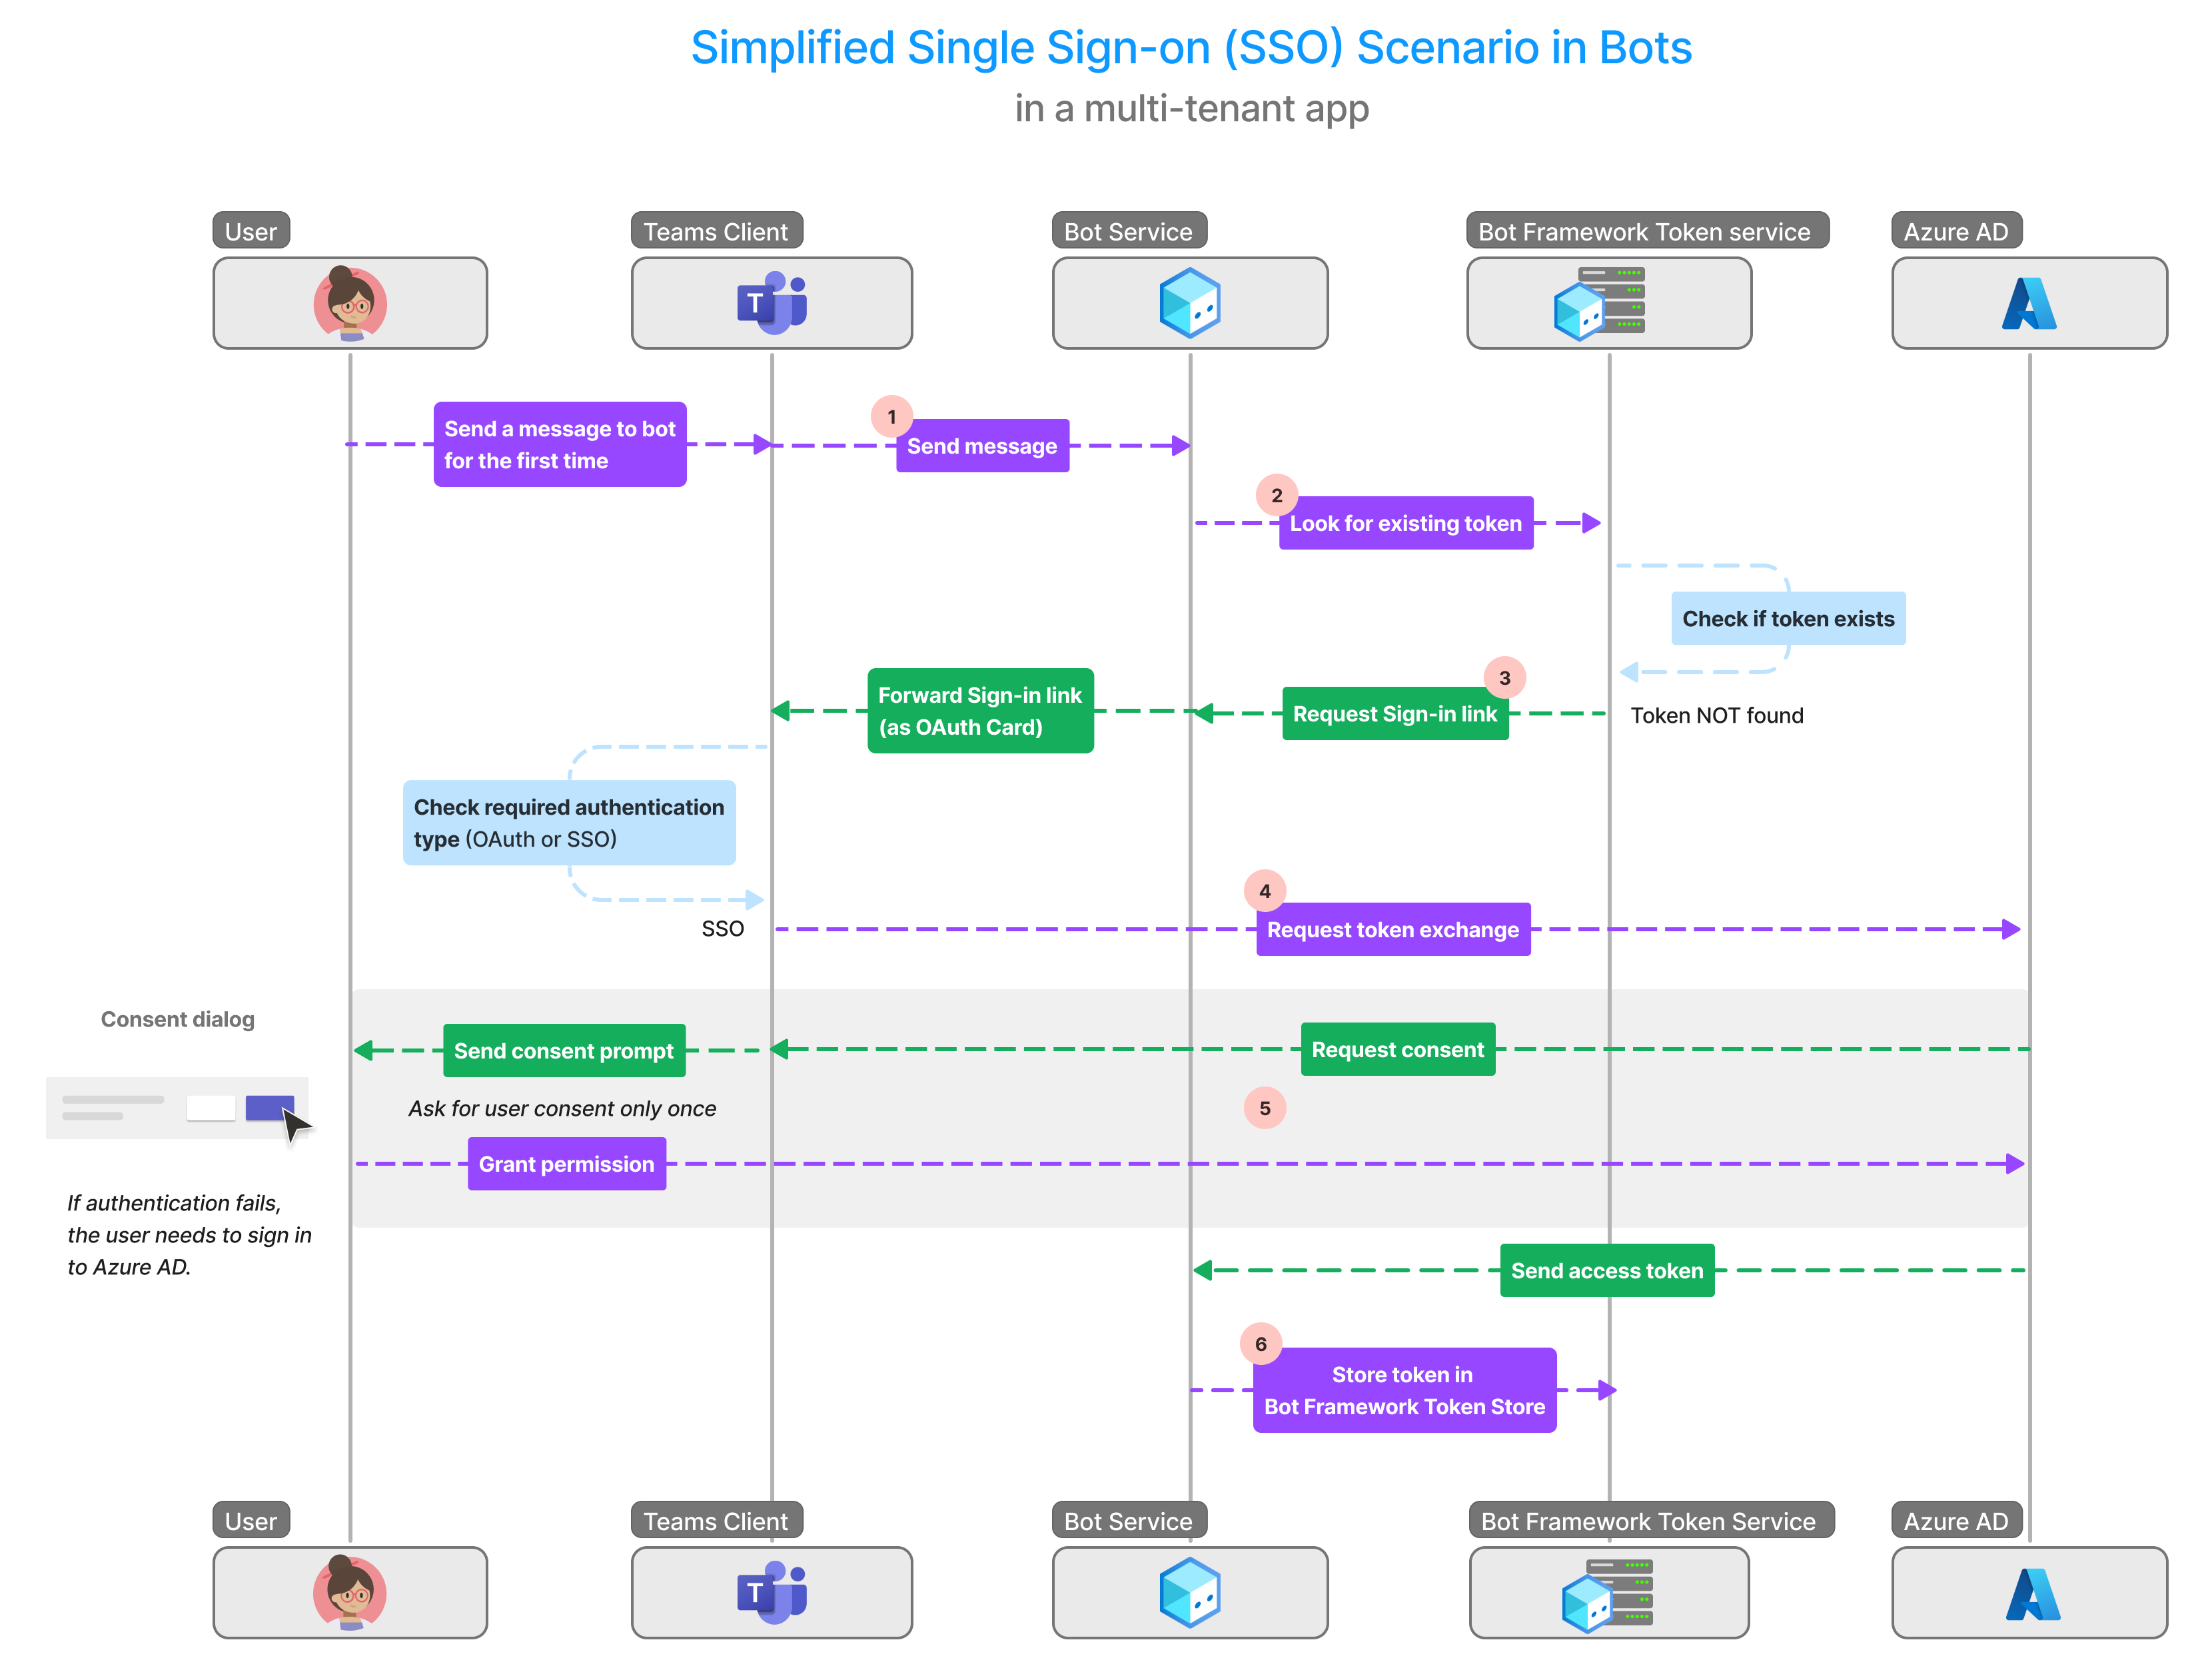 Simplified Single Sign-on (SSO) Scenario in Bots
in a multi-tenant app
User
Teams Client
Bot Service
Bot Framework Token service
Azure AD
T
Send a message to bot
for the first time
1
Send message
2
Look for existing token
Check if token exists
3
Request Sign-in link
Token NOT found
Forward Sign-in link
(as OAuth Card)
Check required authentication
type (OAuth or SSO)
SSO
4
Request token exchange
Consent dialog
Send consent prompt
Request consent
Ask for user consent only once
5
Grant permission
If authentication fails,
the user needs to sign in
to Azure AD.
Send access token
6
Store token in
Bot Framework Token Store
User
Teams Client
Bot Service
Bot Framework Token Service
Azure AD
T